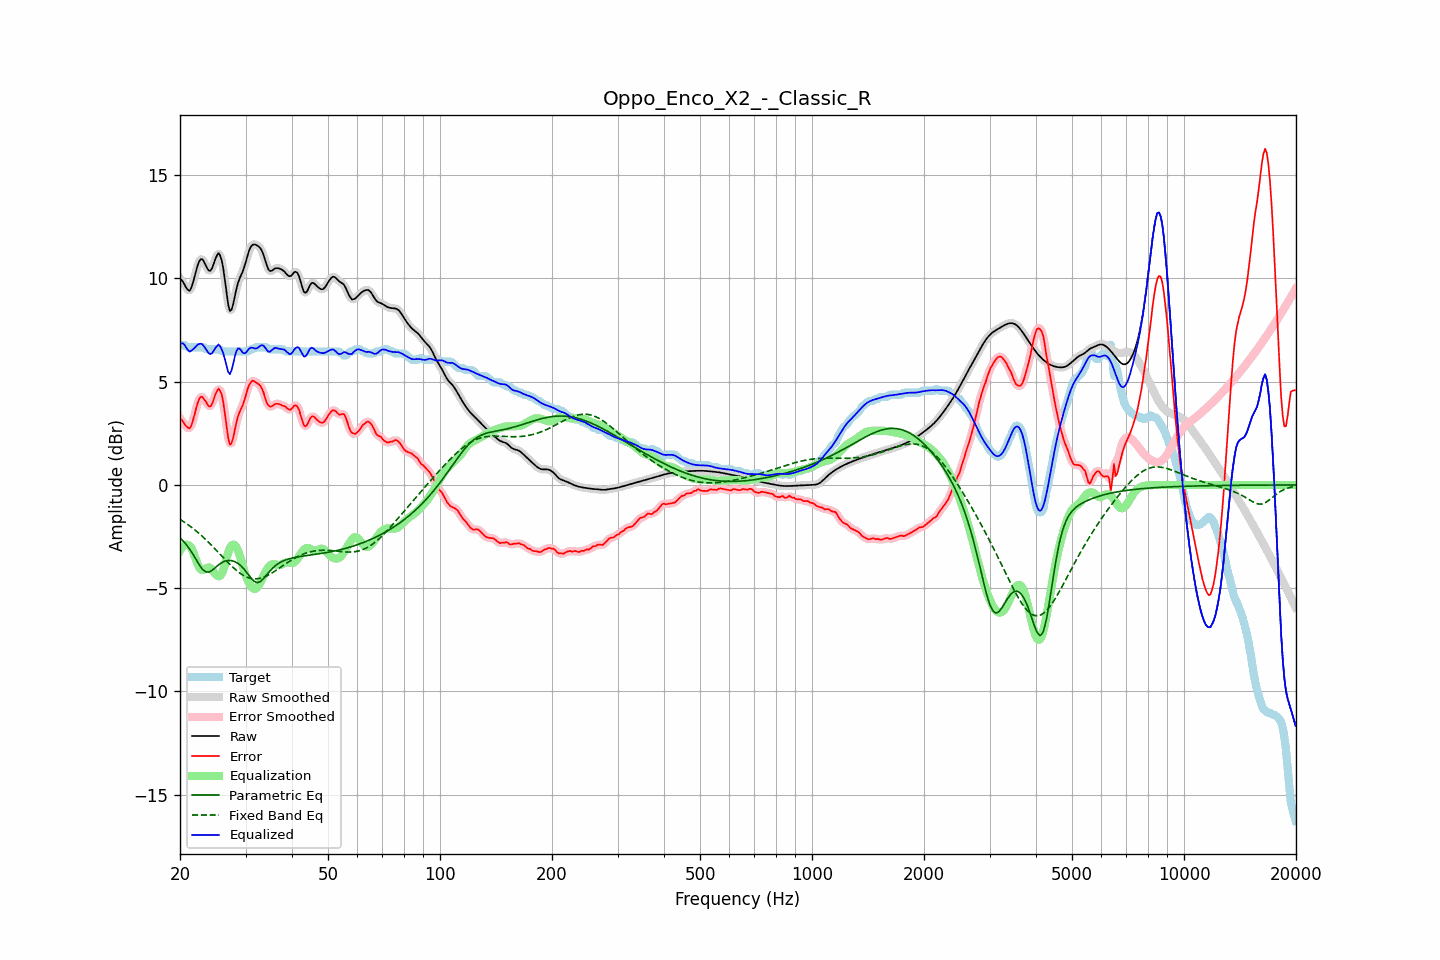 Oppo_Enco_X2_-_Classic_R
Amplitude (dBr)
15
10
5
0
−5
−10
−15
Target
Raw Smoothed
Error Smoothed
Raw
Error
Equalization
Parametric Eq
Fixed Band Eq
Equalized
20 50 100 200 500 1000 2000 5000 10000 20000
Frequency (Hz)